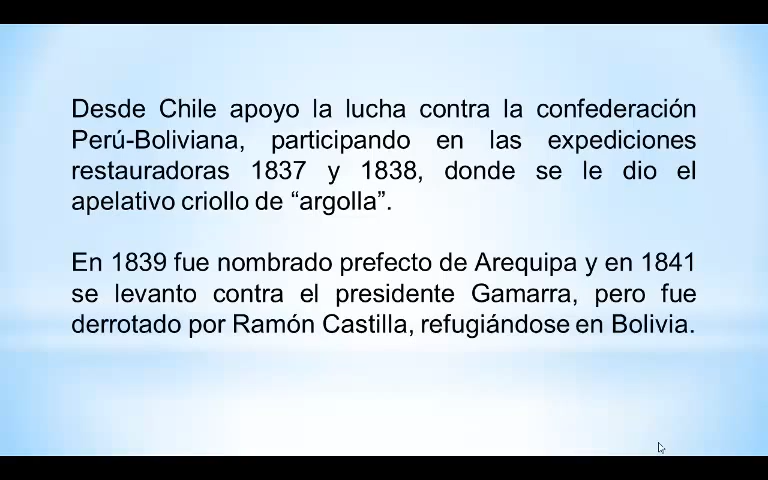 Desde Chile apoyo la lucha contra la confederación
Perú-Boliviana, participando en las expediciones
restauradoras 1837 y 1838, donde se le dio el
apelativo criollo de “argolla”.
En 1839 fue nombrado prefecto de Arequipa y en 1841
se levanto contra el presidente Gamarra, pero fue
derrotado por Ramón Castilla, refugiándose en Bolivia.